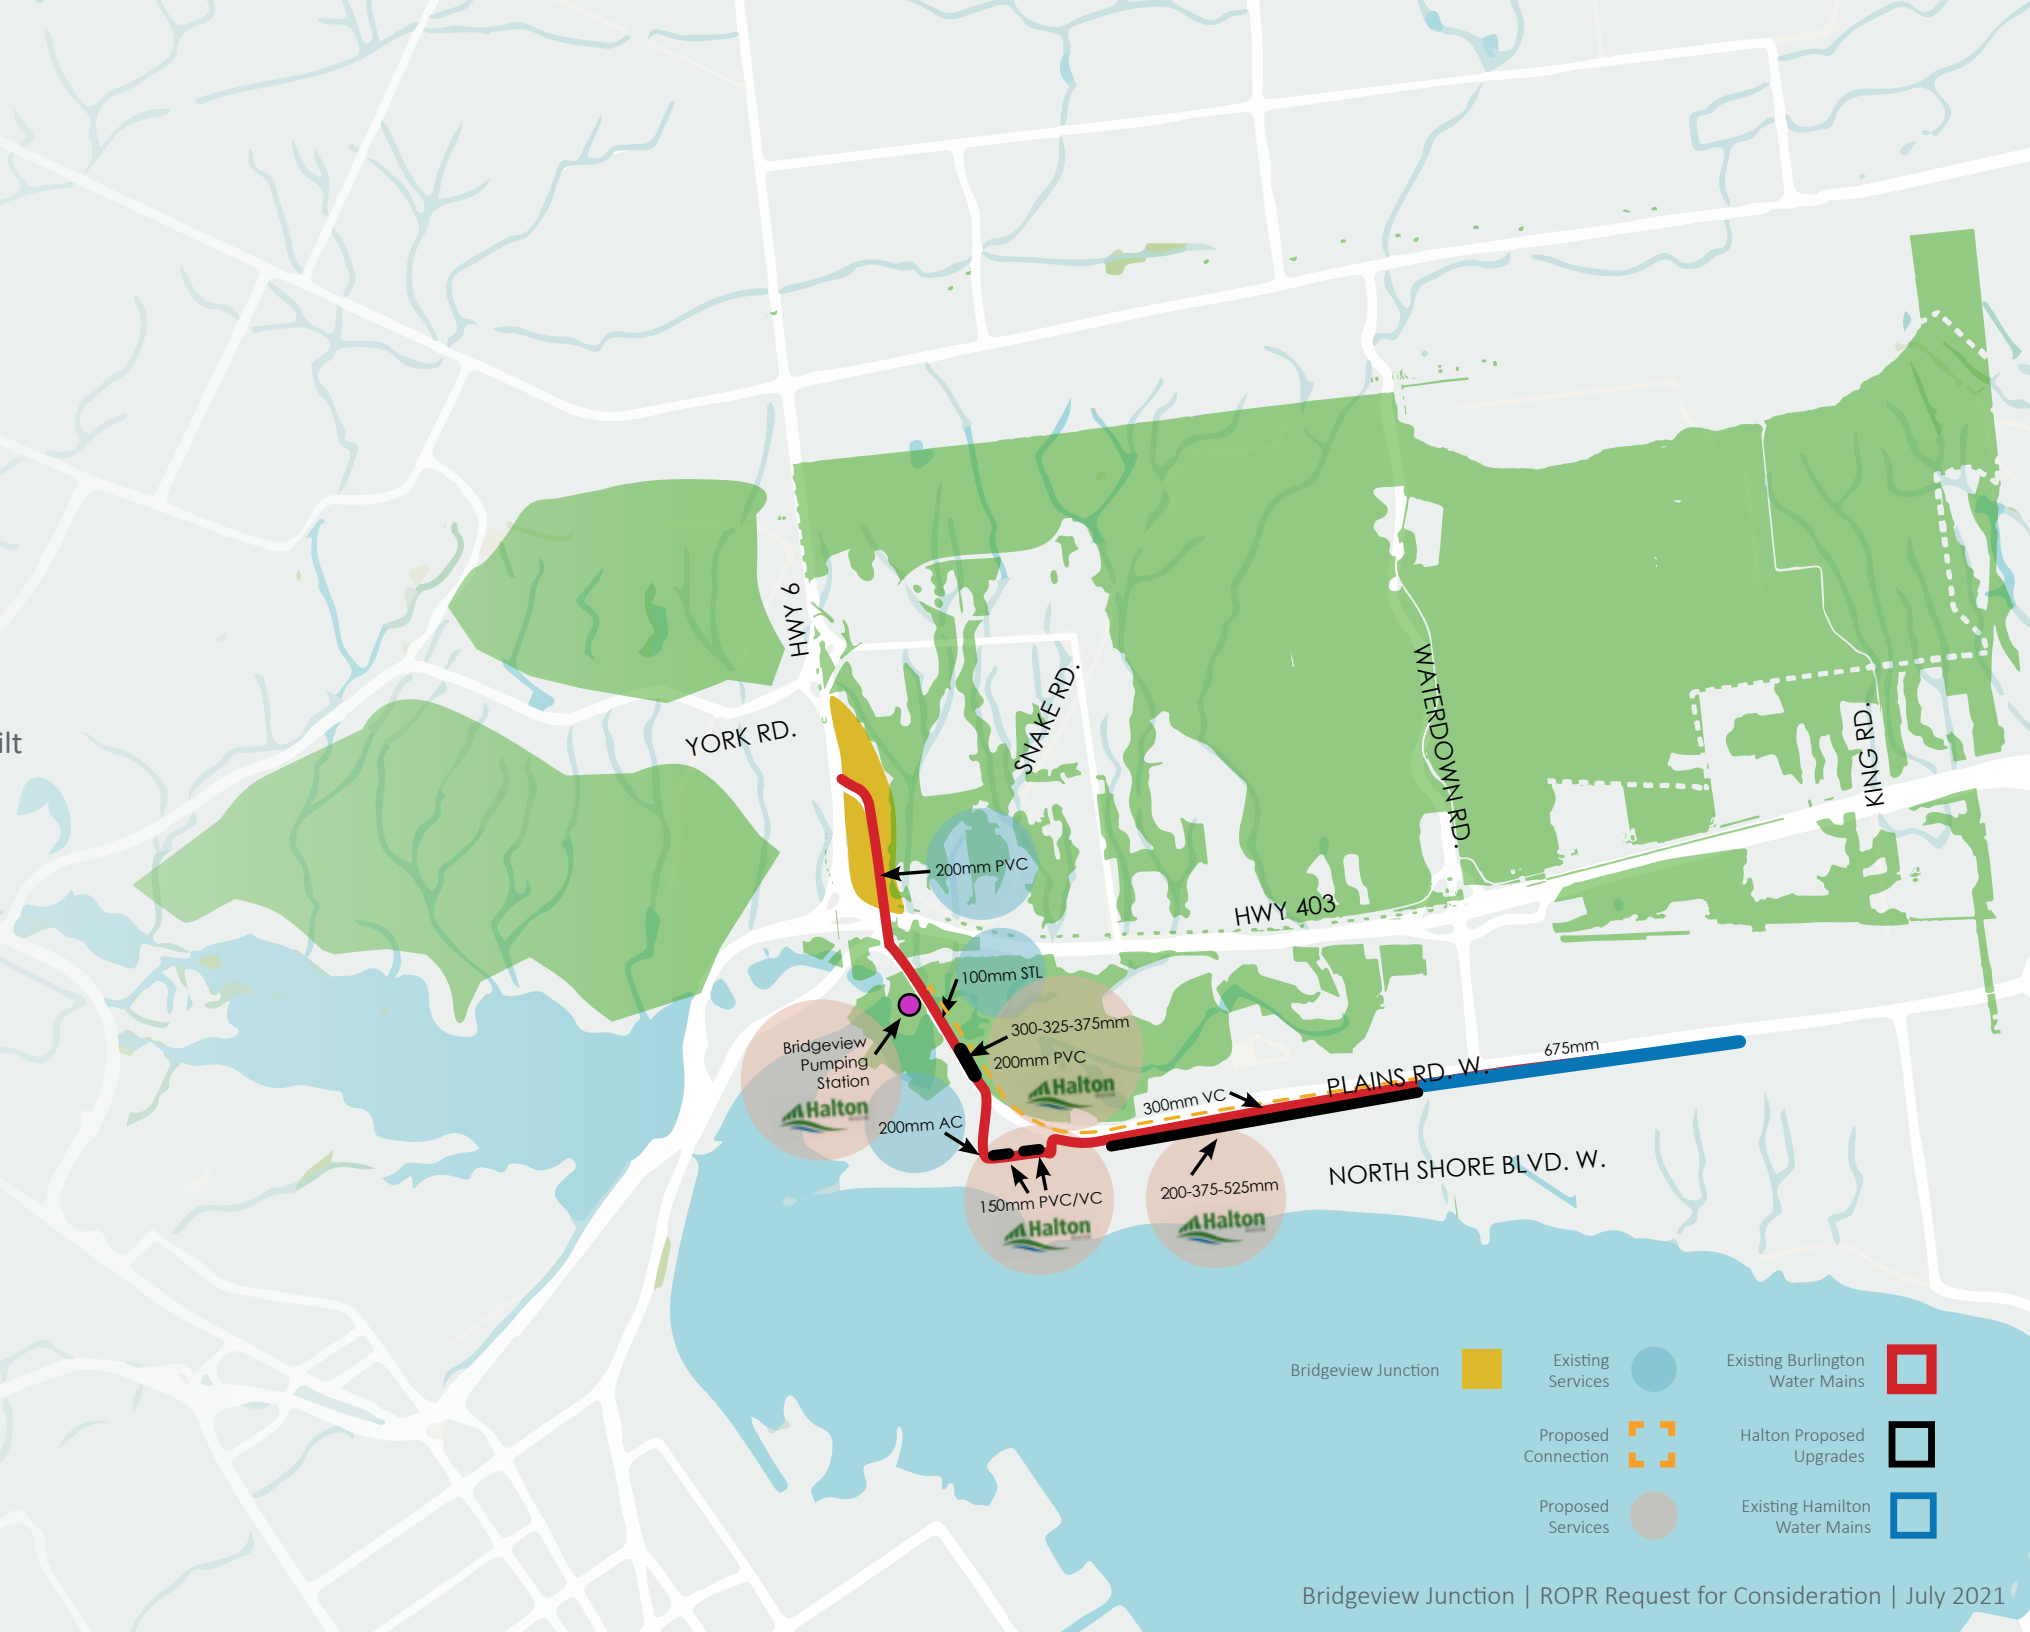 HWY 6
SNAKE RD.
WATERDOWN RD.
KING RD.
YORK RD.
ilt
200mm PVC
HWY 403
100mm STL
300-325-375mm
200mm PVC
Halton
Bridgeview
Pumping
Station
Halton
200mm AC
300mm VC
PLAINS RD. W.
675mm
150mm PVC/VC
Halton
200-375-525mm
Halton
NORTH SHORE BLVD. W.
Bridgeview Junction
Existing
Services
Existing Burlington
Water Mains
Proposed
Connection
Halton Proposed
Upgrades
Proposed
Services
Existing Hamilton
Water Mains
Bridgeview Junction | ROPR Request for Consideration | July 2021